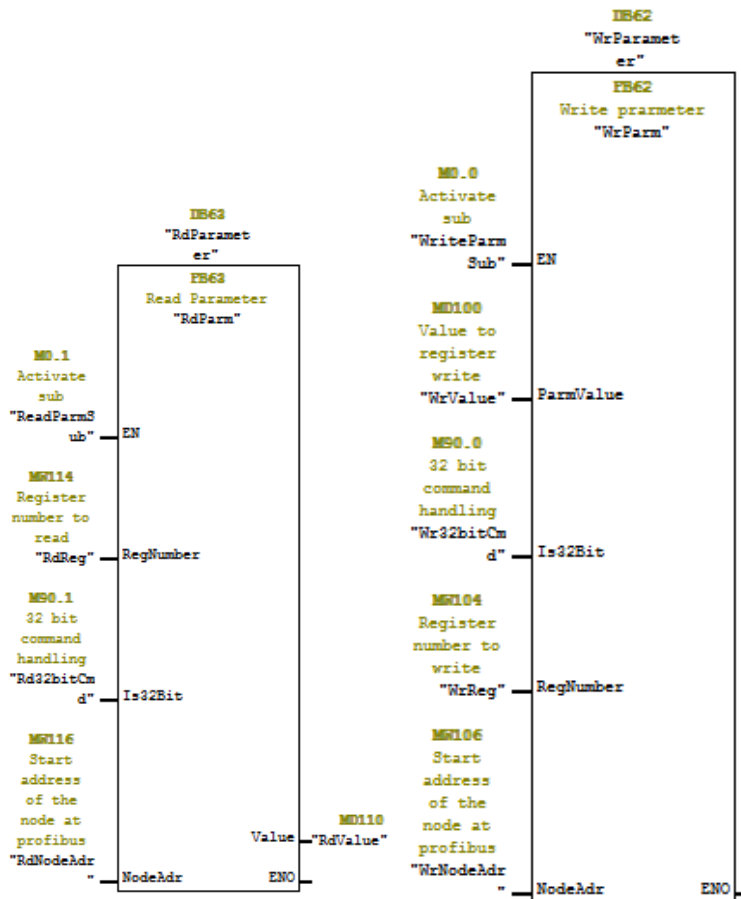 DB63
"RdParamet
er"
FB63
Read Parameter
"RdParm"
M0.1
Activate
sub
"ReadParmS
ub"
EN
MW114
Register
number to
read
"RdReg"
RegNumber
M90.1
32 bit
command
handling
"Rd32bitCm
d"
Is32Bit
MW116
Start
address
of the
node at
profibus
"RdNodeAdr
"
NodeAdr
Value
MD110
"RdValue"
ENO
DB62
"WrParamet
er"
FB62
Write prarmeter
"WrParm"
M0.0
Activate
sub
"WriteParm
Sub"
EN
MD100
Value to
register
write
"WrValue"
ParmValue
M90.0
32 bit
command
handling
"Wr32bitCm
d"
Is32Bit
MW104
Register
number to
write
"WrReg"
RegNumber
MW106
Start
address
of the
node at
profibus
"WrNodeAdr
"
NodeAdr
ENO